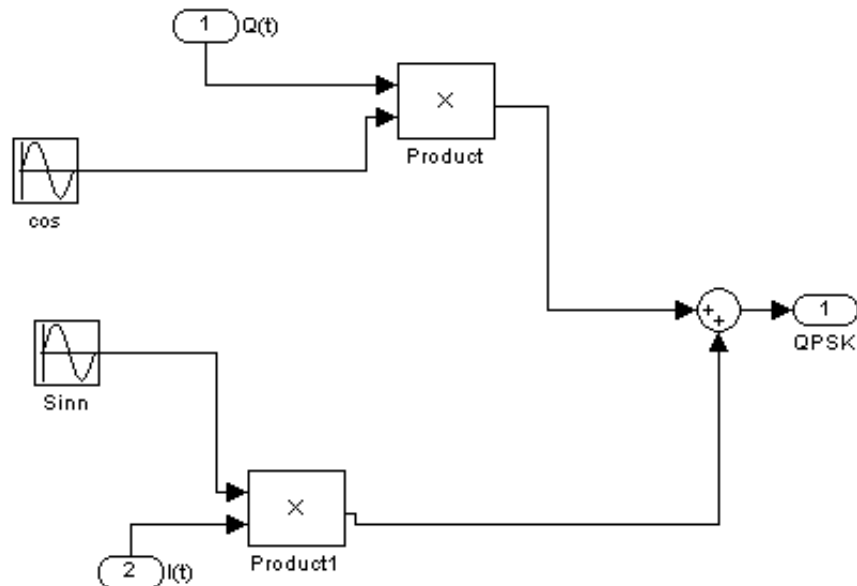 1 Q(t)
×
Product
cos
+
+
1
QPSK
Sinn
×
Product1
2 I(t)